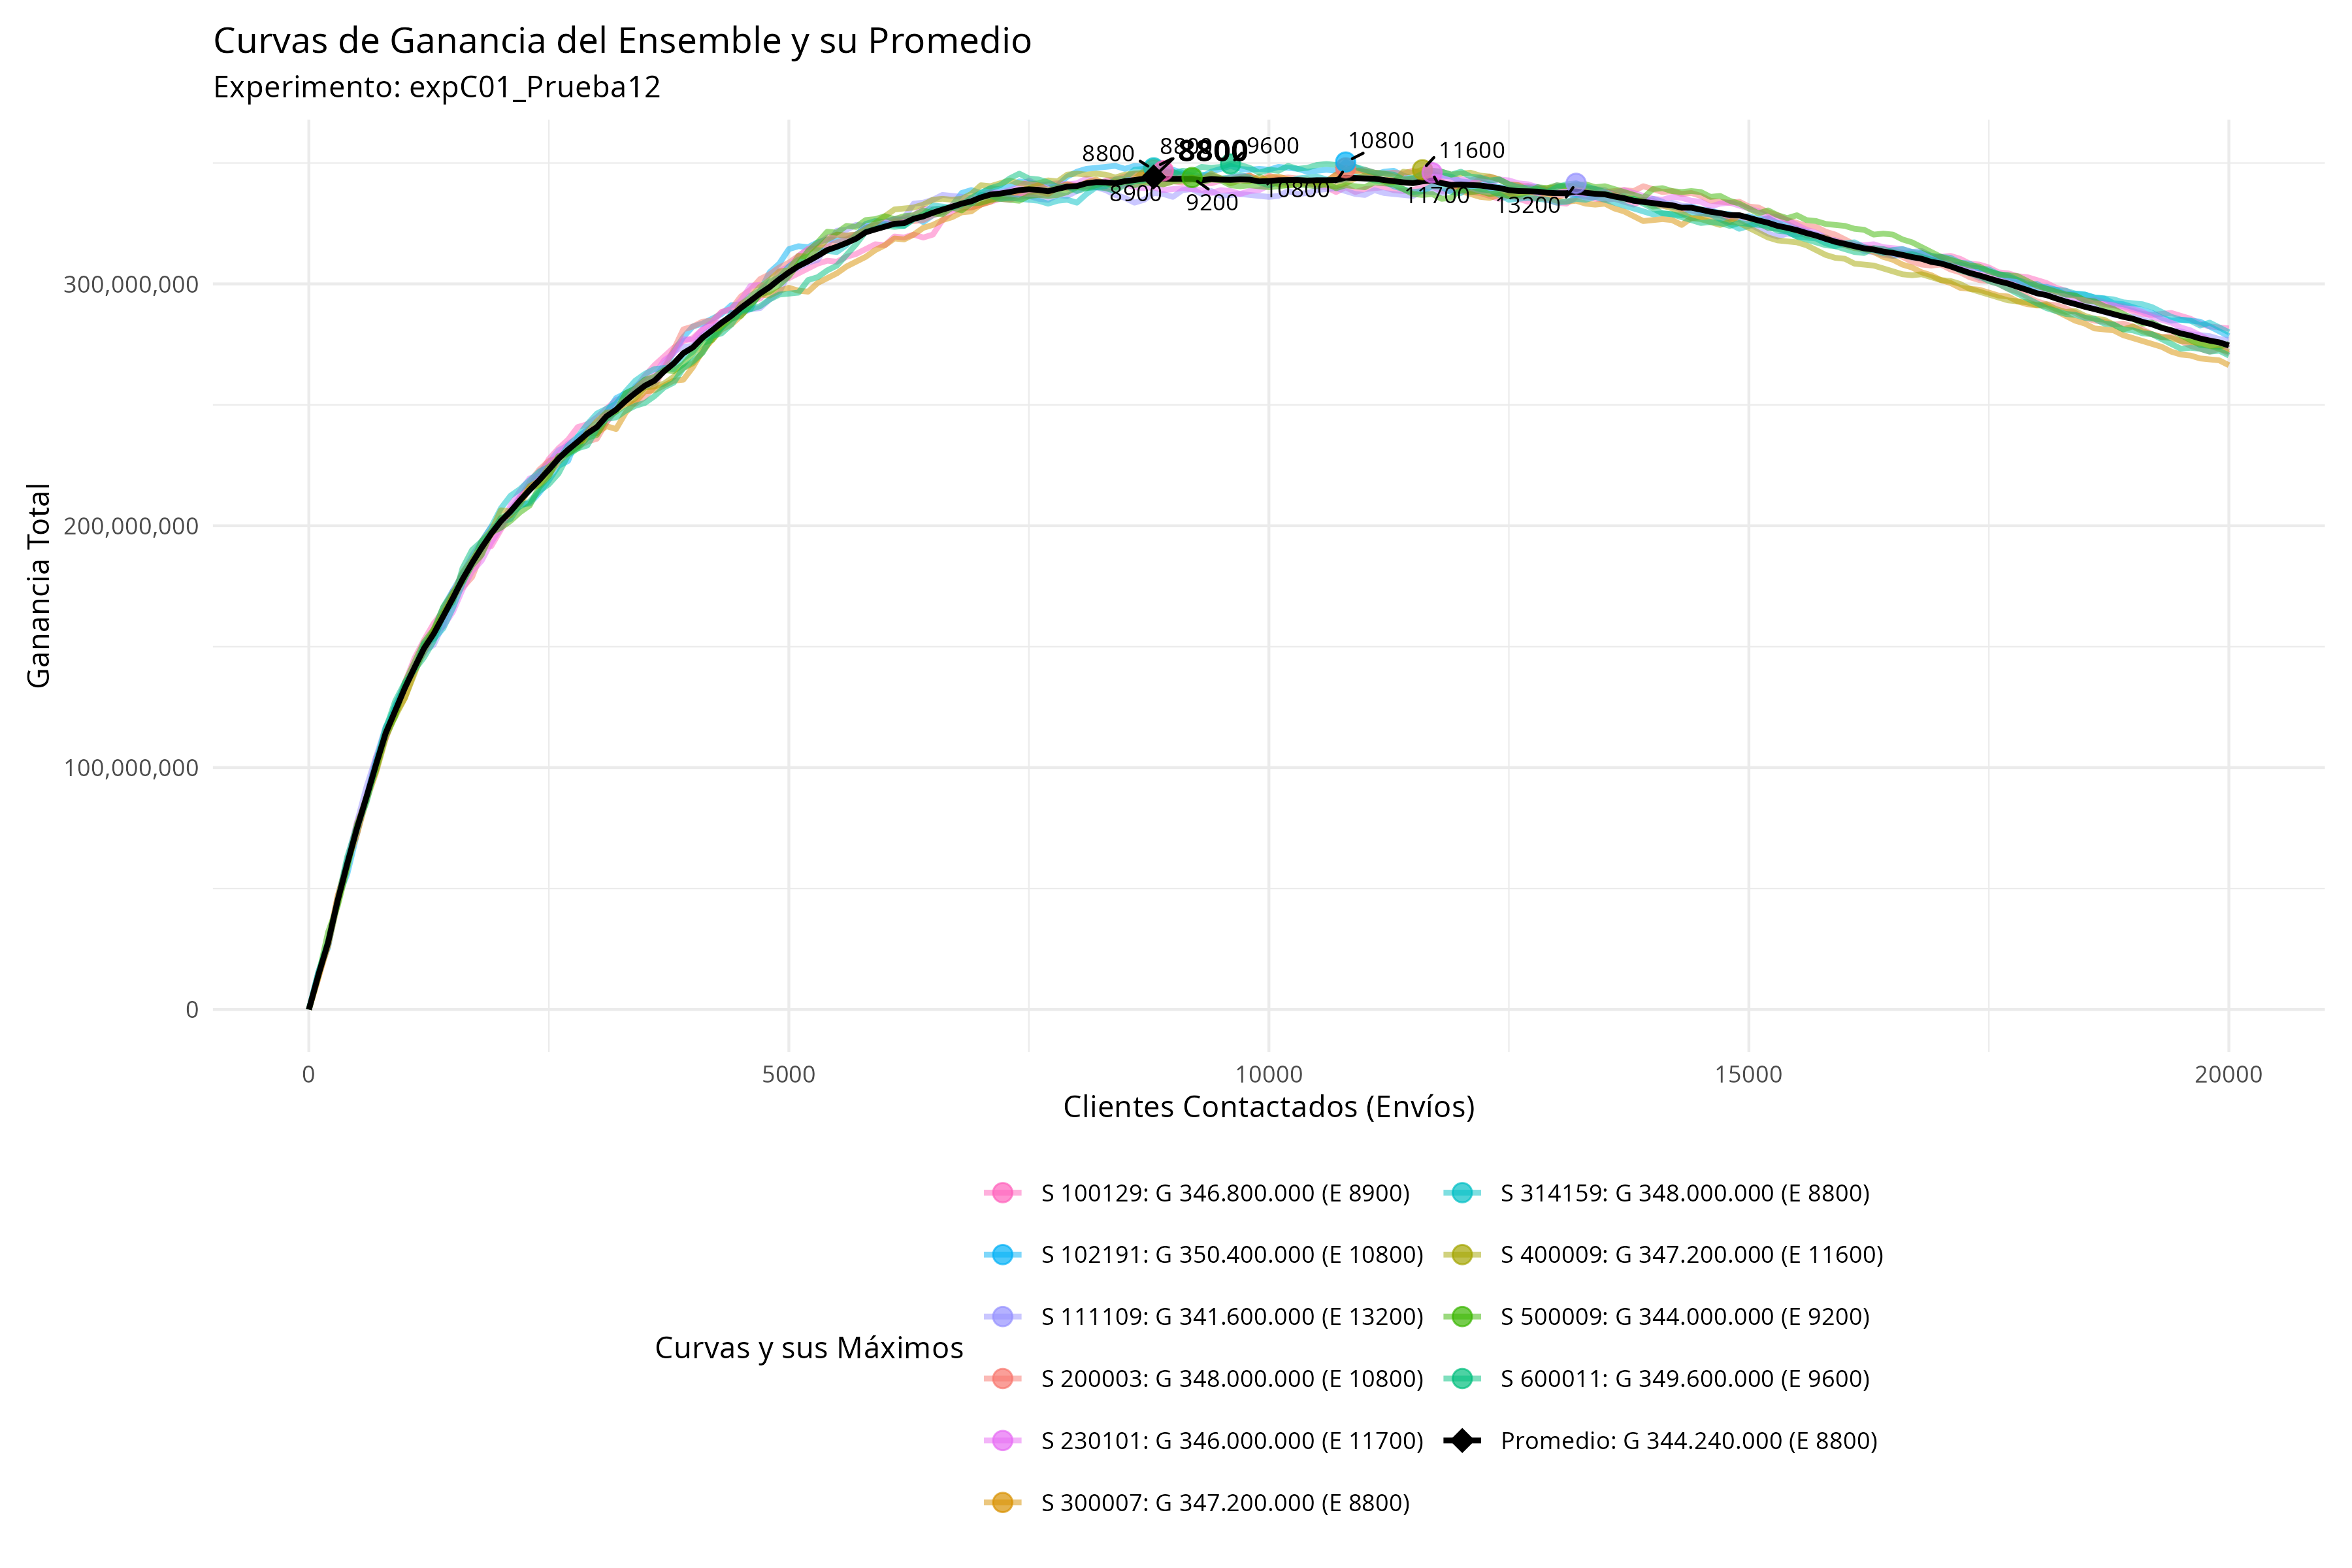 Curvas de Ganancia del Ensemble y su Promedio
Experimento: expC01_Prueba12
8800
8800
8800
9600
10800
11600
8900
9200
10800
11700
13200
300,000,000
200,000,000
100,000,000
0
Ganancia Total
0 5000 10000 15000 20000
Clientes Contactados (Envíos)
Curvas y sus Máximos
S 100129: G 346.800.000 (E 8900)
S 102191: G 350.400.000 (E 10800)
S 111109: G 341.600.000 (E 13200)
S 200003: G 348.000.000 (E 10800)
S 230101: G 346.000.000 (E 11700)
S 300007: G 347.200.000 (E 8800)
S 314159: G 348.000.000 (E 8800)
S 400009: G 347.200.000 (E 11600)
S 500009: G 344.000.000 (E 9200)
S 600011: G 349.600.000 (E 9600)
Promedio: G 344.240.000 (E 8800)